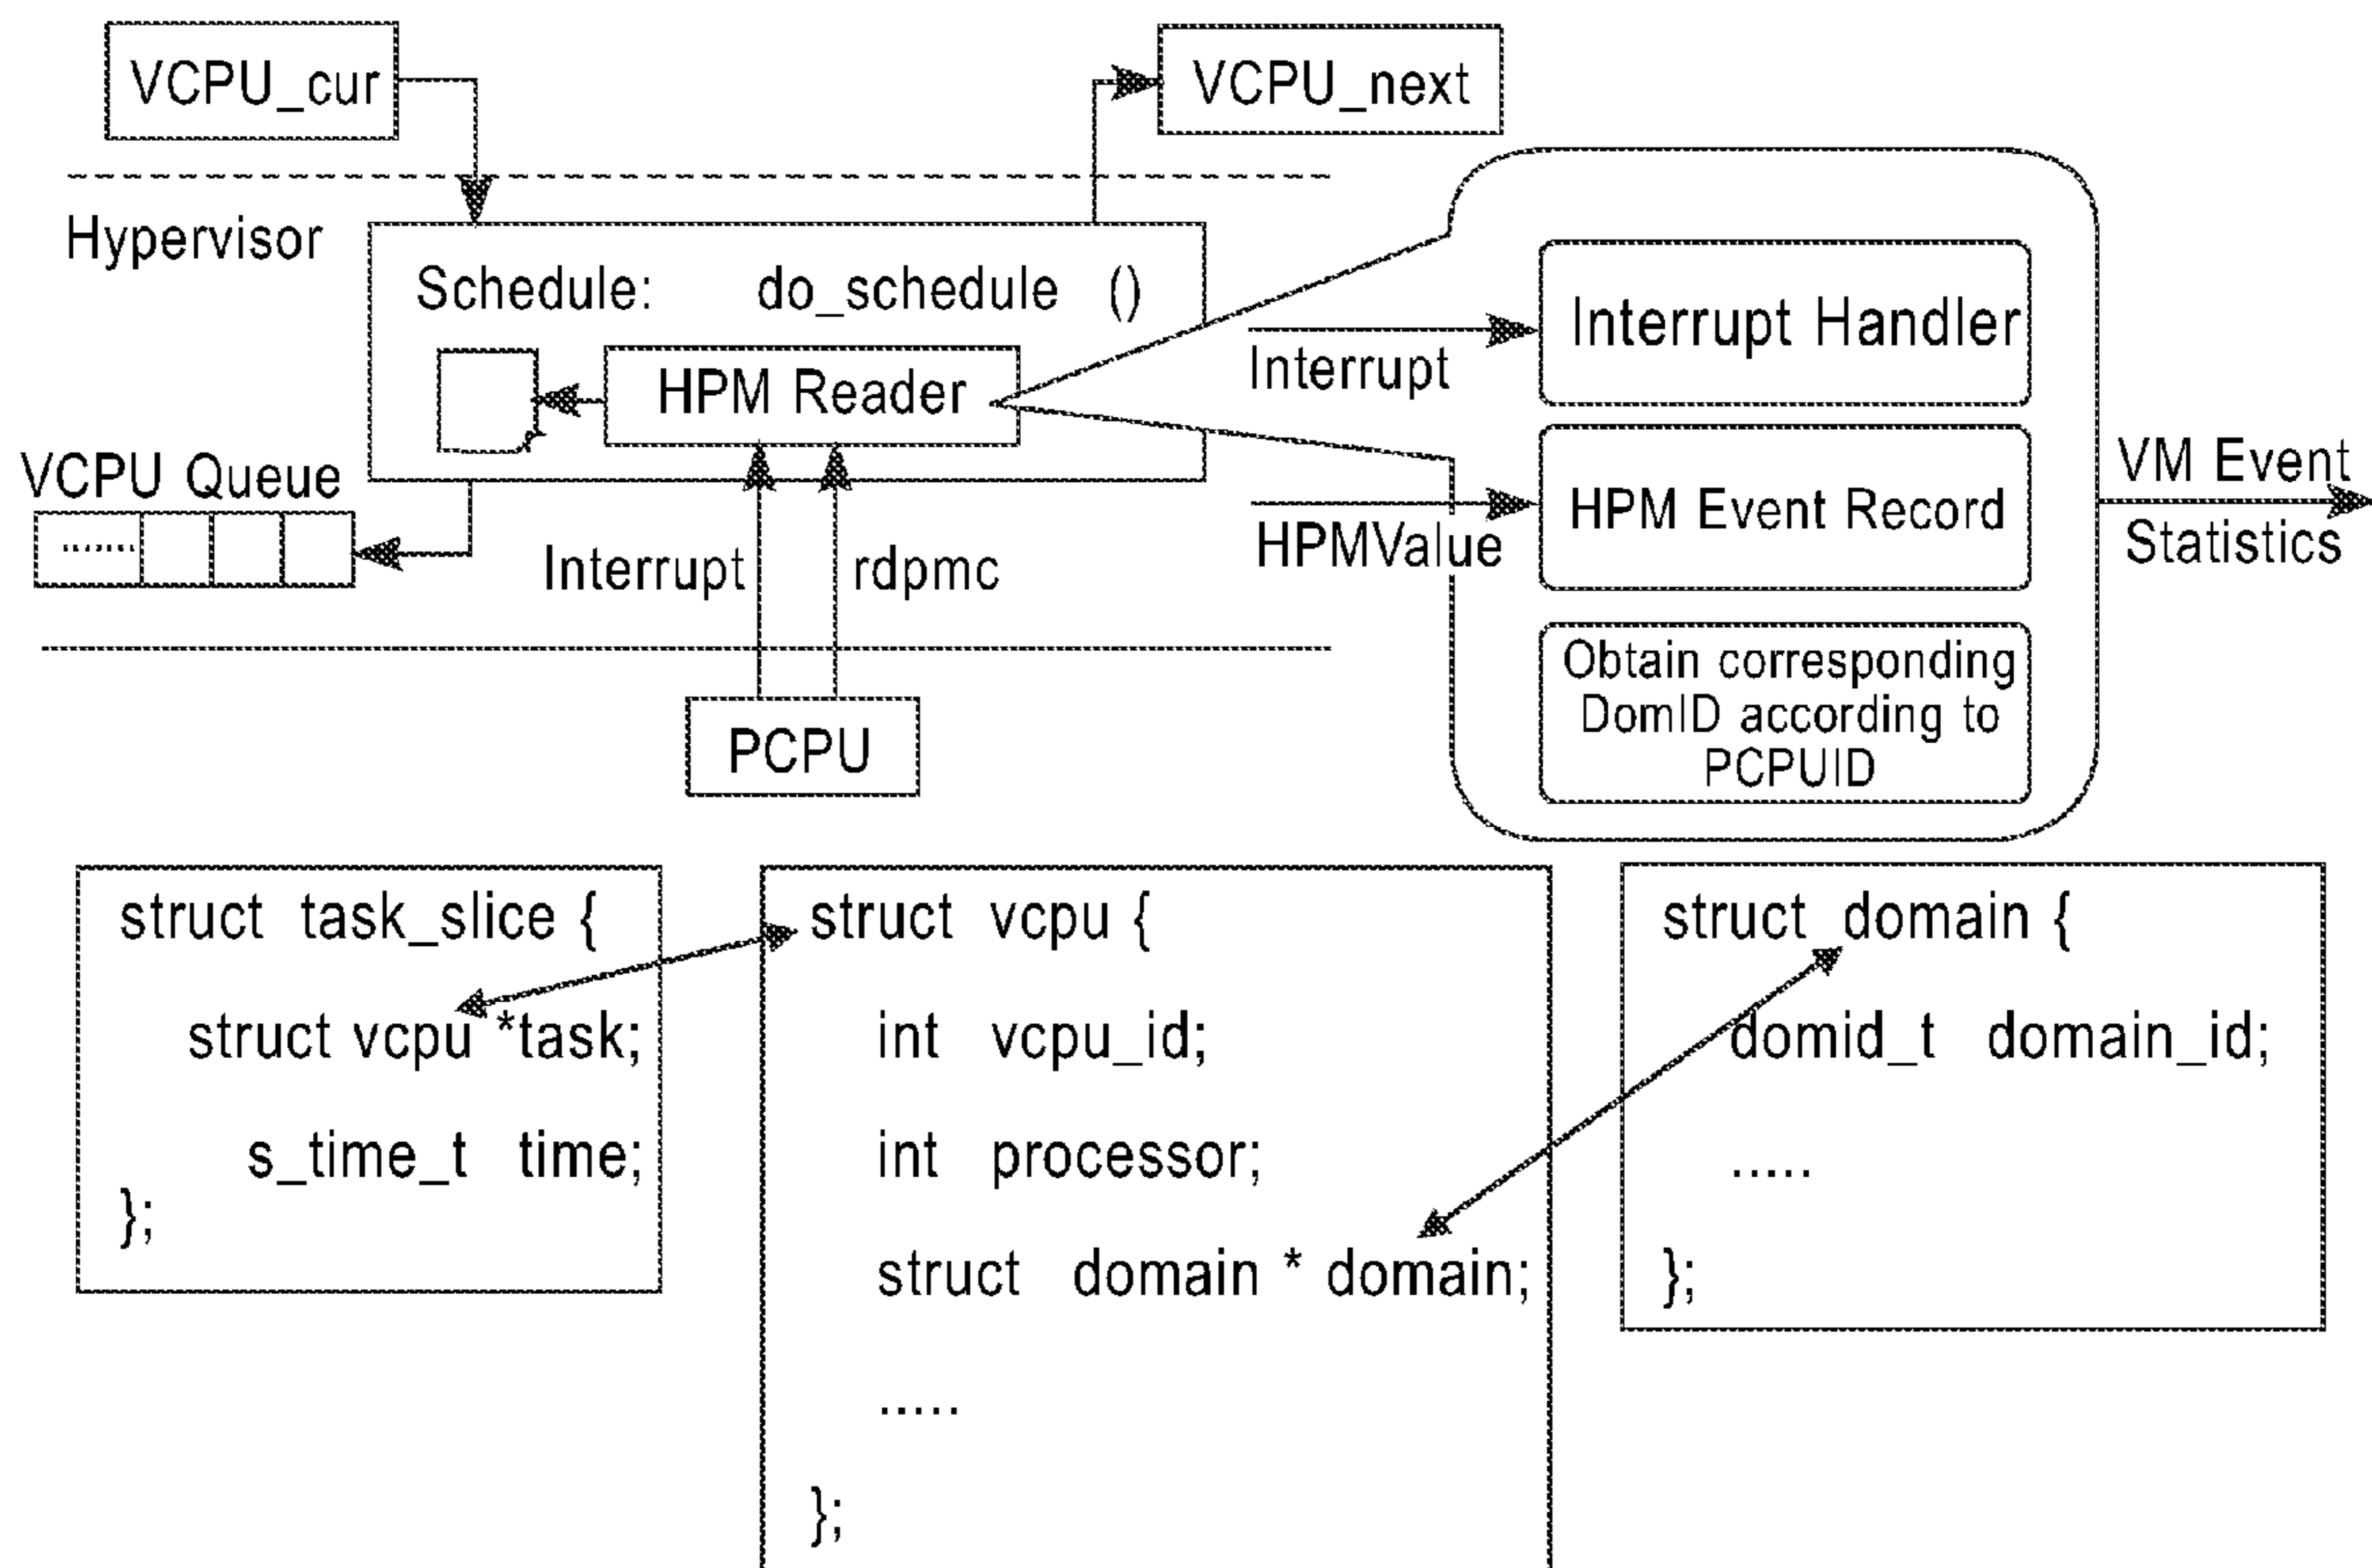 VCPU_cur
VCPU_next
Hypervisor
Schedule: do_schedule ()
HPM Reader
VCPU Queue
.......
Interrupt
rdpmc
PCPU
Interrupt
HPMValue
Interrupt Handler
HPM Event Record
Obtain corresponding
DomID according to
PCPUID
VM Event
Statistics
struct task_slice {
struct vcpu *task;
s_time_t time;
};
struct vcpu {
int vcpu_id;
int processor;
struct domain * domain;
.....
};
struct domain {
domid_t domain_id;
.....
};